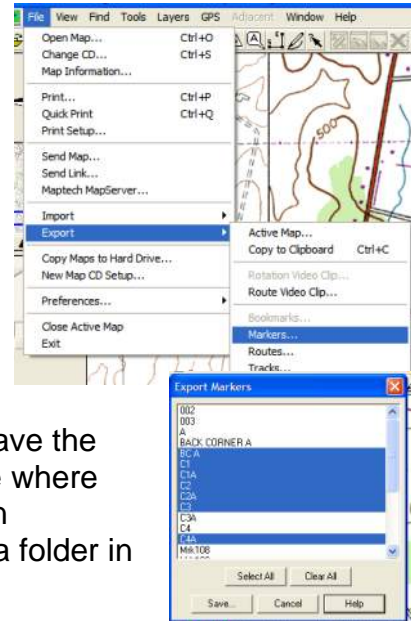 File View Find Tools Layers GPS Adjacent Window Help
Open Map... Ctrl+O
Change CD... Ctrl+S
Map Information...
Print... Ctrl+P
Quick Print Ctrl+Q
Print Setup...
Send Map...
Send Link...
Maptech MapServer...
Import
Export
Copy Maps to Hard Drive...
New Map CD Setup...
Preferences...
Close Active Map
Exit
Active Map...
Copy to Clipboard Ctrl+C
Rotation Video Clip...
Route Video Clip...
Bookmarks...
Markers...
Routes...
Tracks...
500
ave the
e where
n
a folder in
Export Markers
002
003
A
BACK CORNER A
BC A
C1
C1A
C2
C2A
C3
C3A
C4
C4A
Mrk108
Select All Clear All
Save... Cancel Help